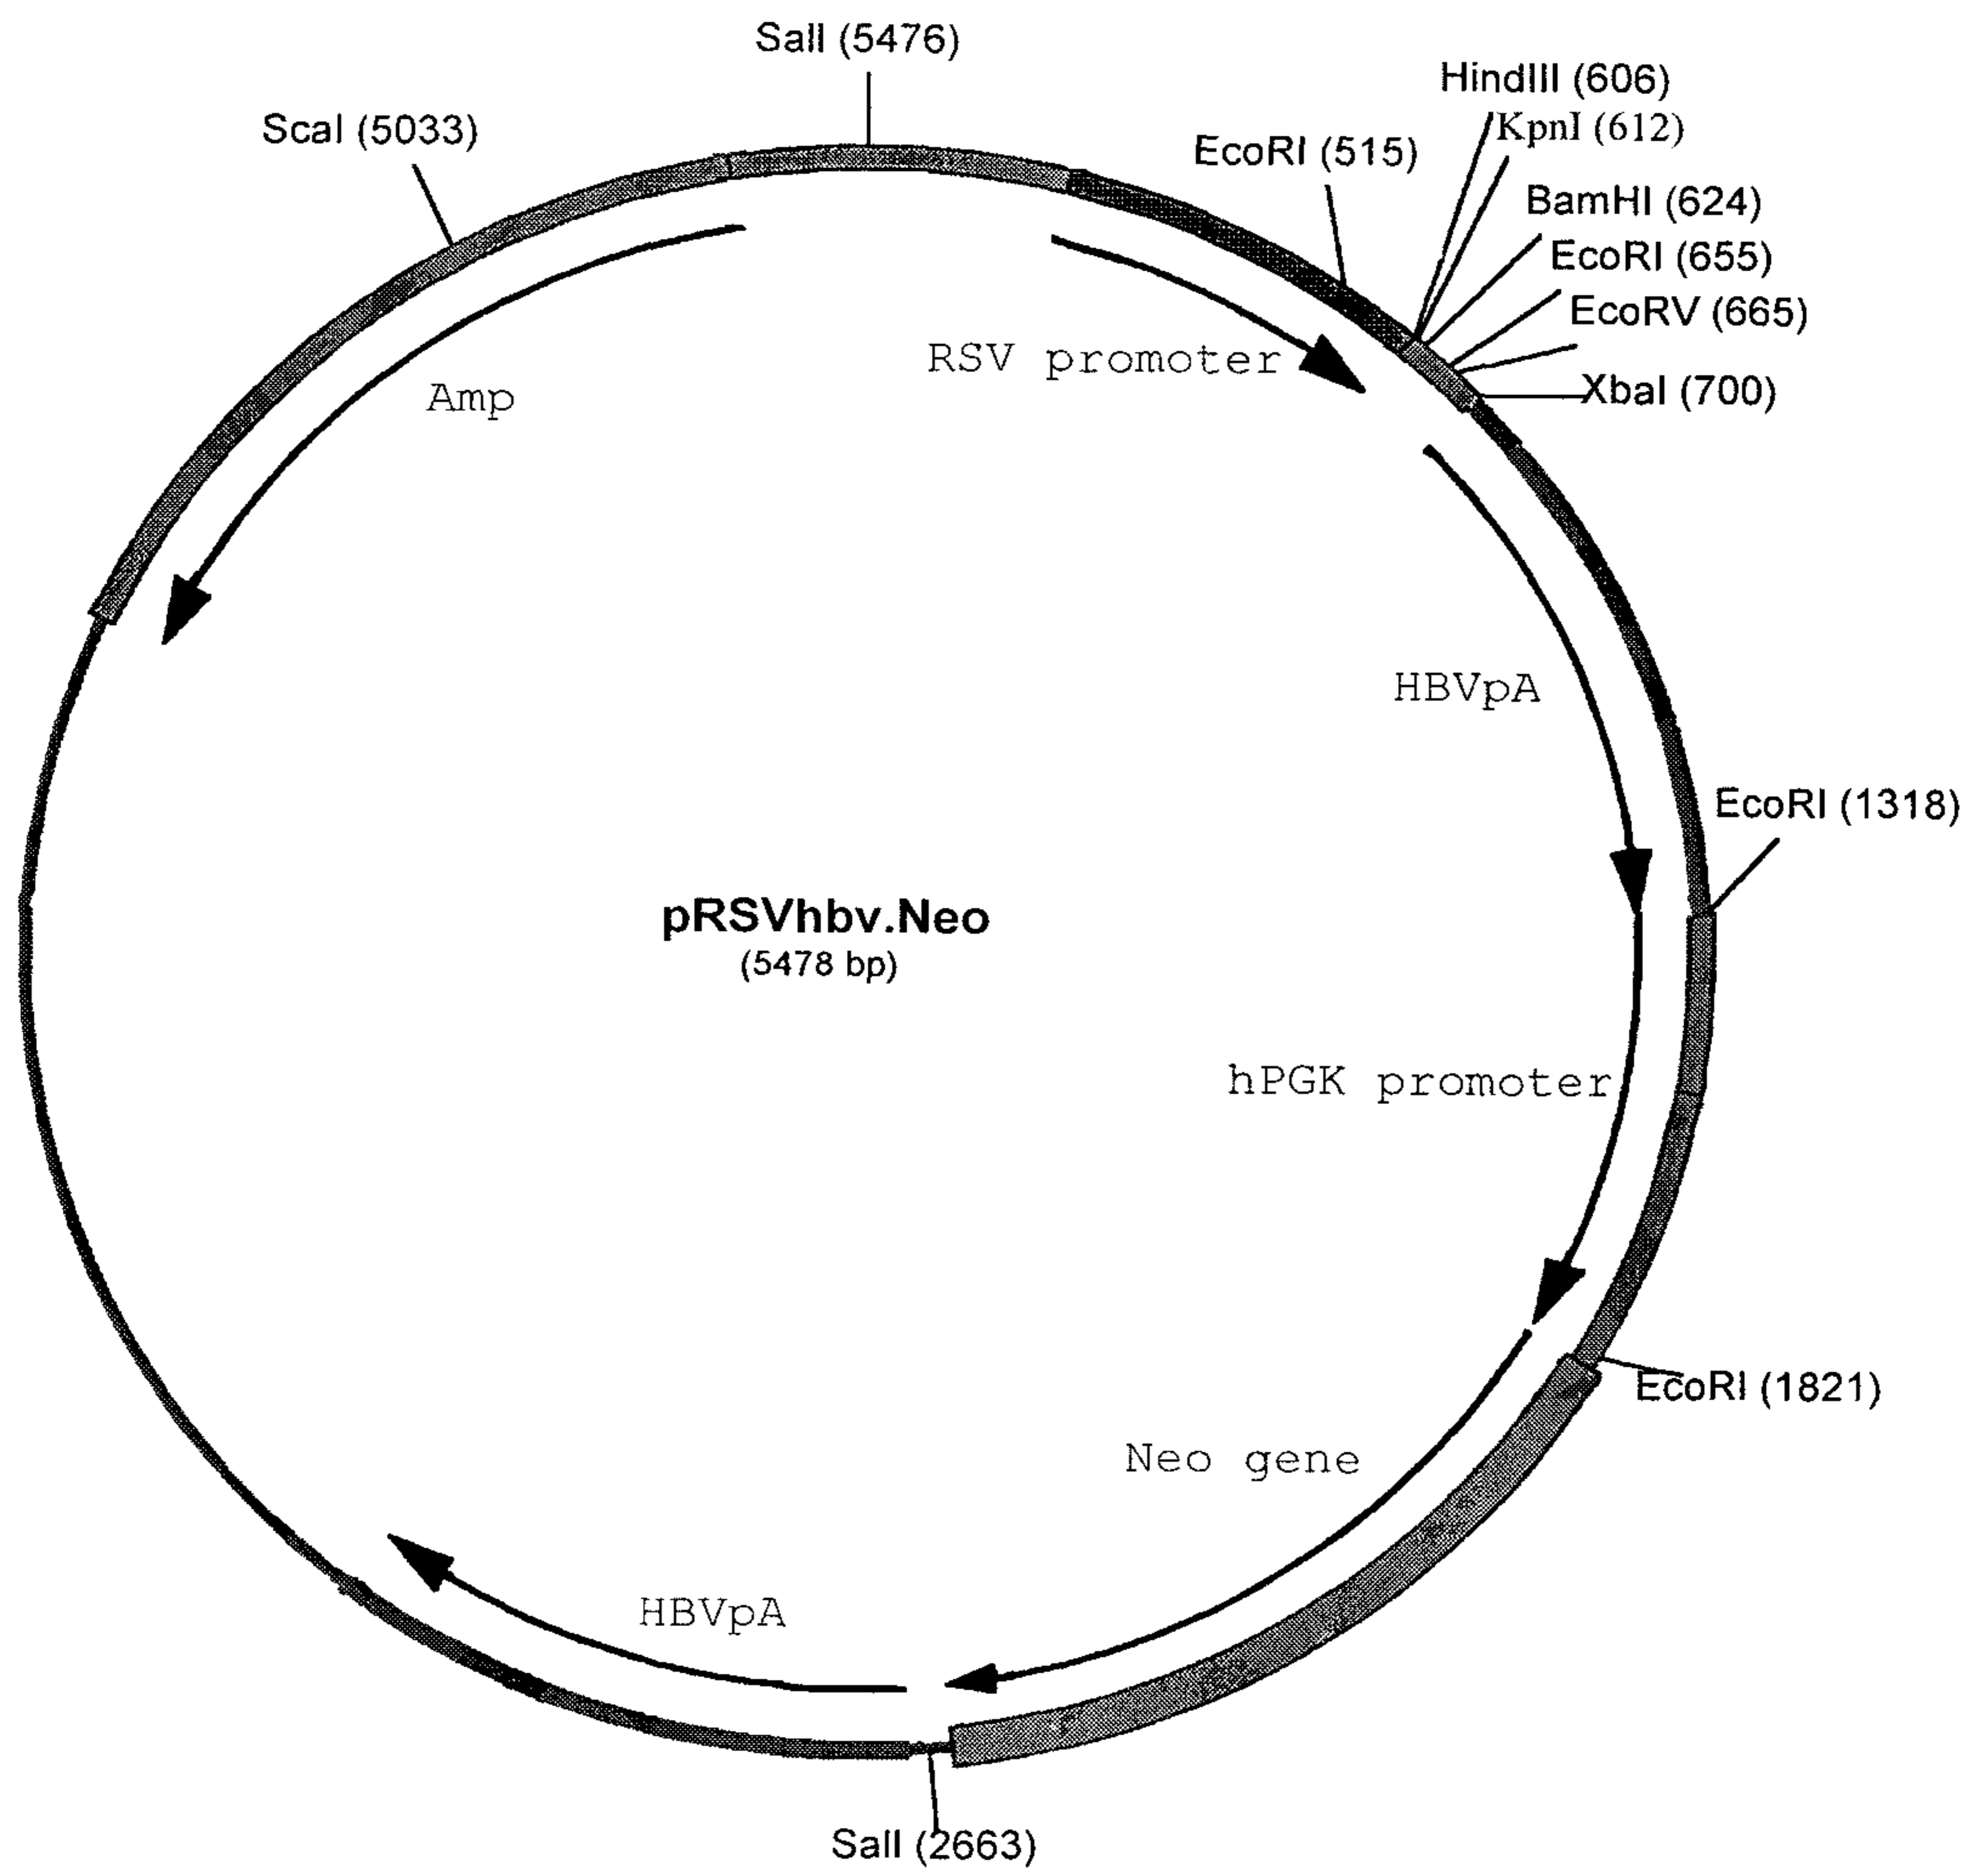 SalI (5476)
HindIII (606)
ScaI (5033)
KpnI (612)
EcoRI (515)
BamHI (624)
EcoRI (655)
EcoRV (665)
RSV promoter
XbaI (700)
Amp
HBVpA
EcoRI (1318)
pRSVhbv.Neo
(5478 bp)
hPGK promoter
EcoRI (1821)
Neo gene
HBVpA
SalI (2663)